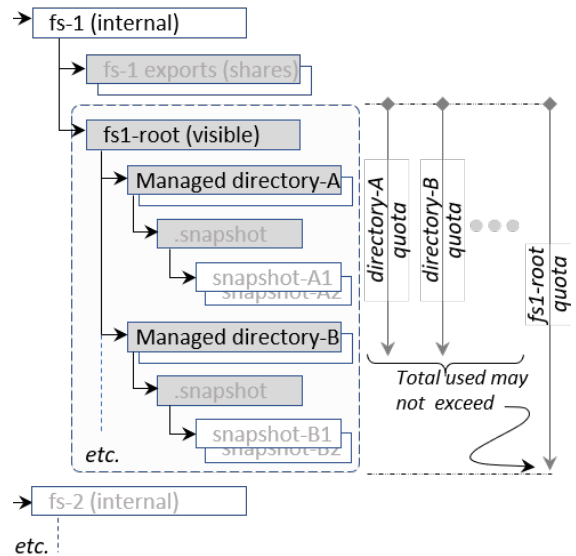 fs-1 (internal)
fs-1 exports (shares)
fs1-root (visible)
Managed directory-A
.snapshot
snapshot-A1
snapshot-A2
Managed directory-B
.snapshot
snapshot-B1
snapshot-B2
etc.
fs-2 (internal)
etc.
directory-A
quota
directory-B
quota
fs1-root
quota
Total used may
not exceed